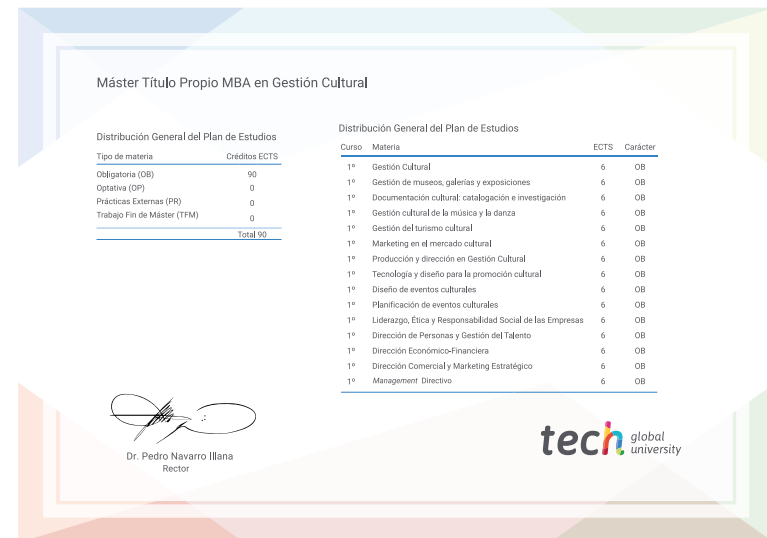 Máster Título Propio MBA en Gestión Cultural
Distribución General del Plan de Estudios
Tipo de materia Créditos ECTS
Obligatoria (OB) 90
Optativa (OP) 0
Prácticas Externas (PR) 0
Trabajo Fin de Máster (TFM) 0
Total 90
Distribución General del Plan de Estudios
Curso Materia ECTS Carácter
1º Gestión Cultural 6 OB
1º Gestión de museos, galerías y exposiciones 6 OB
1º Documentación cultural: catalogación e investigación 6 OB
1º Gestión cultural de la música y la danza 6 OB
1º Gestión del turismo cultural 6 OB
1º Marketing en el mercado cultural 6 OB
1º Producción y dirección en Gestión Cultural 6 OB
1º Tecnología y diseño para la promoción cultural 6 OB
1º Diseño de eventos culturales 6 OB
1º Planificación de eventos culturales 6 OB
1º Liderazgo, Ética y Responsabilidad Social de las Empresas 6 OB
1º Dirección de Personas y Gestión del Talento 6 OB
1º Dirección Económico-Financiera 6 OB
1º Dirección Comercial y Marketing Estratégico 6 OB
1º Management Directivo 6 OB
Dr. Pedro Navarro Illana
Rector
tech global
university